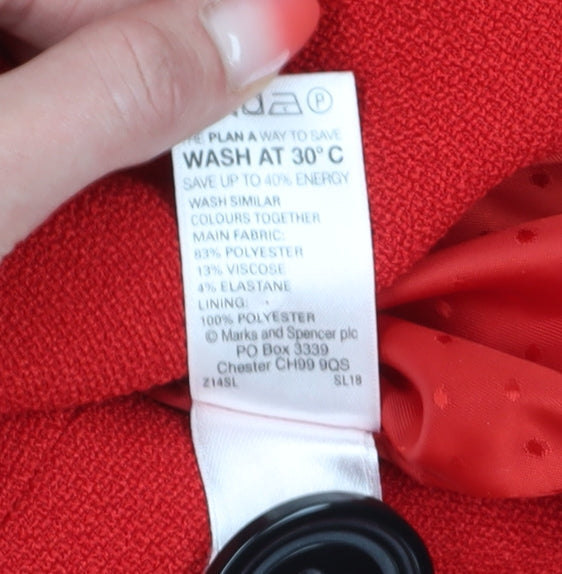 P
THE PLAN A WAY TO SAVE
WASH AT 30°C
SAVE UP TO 40% ENERGY
WASH SIMILAR
COLOURS TOGETHER
MAIN FABRIC:
83% POLYESTER
13% VISCOSE
4% ELASTANE
LINING:
100% POLYESTER
© Marks and Spencer plc
PO Box 3339
Chester CH99 9QS
Z14SL SL18